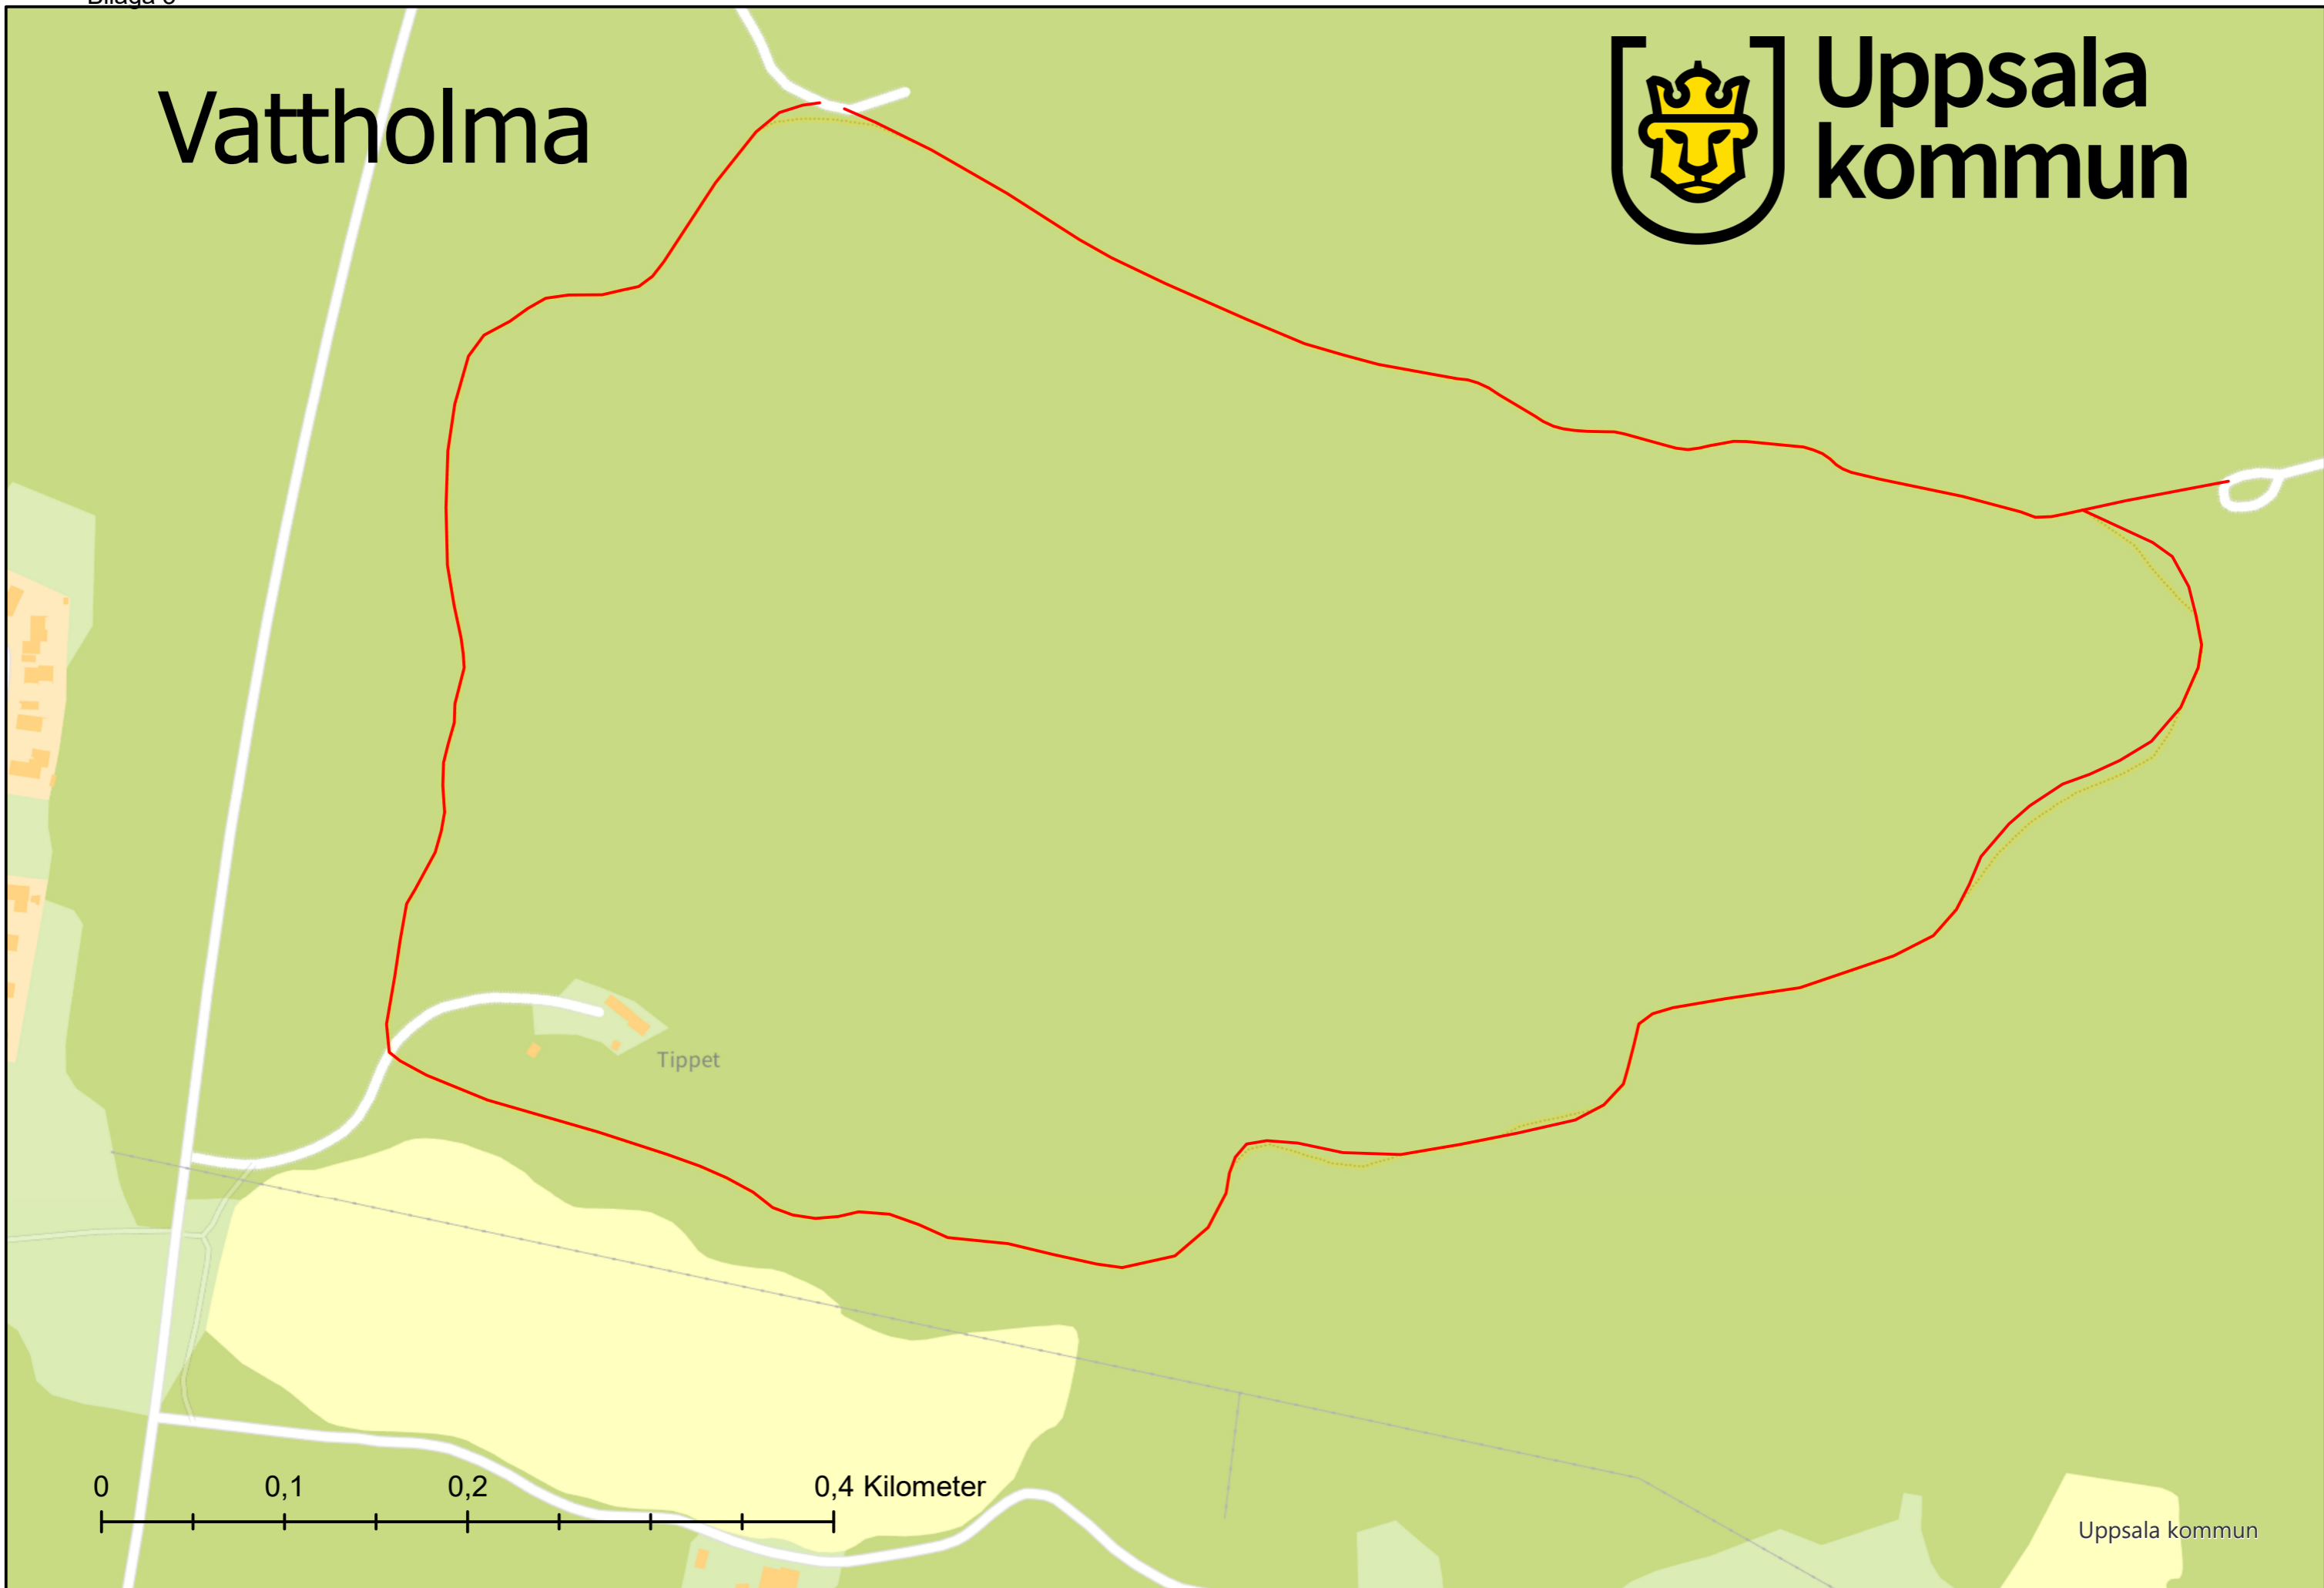 Vattholma
Uppsala
kommun
Tippet
0 0,1 0,2 0,4 Kilometer
Uppsala kommun